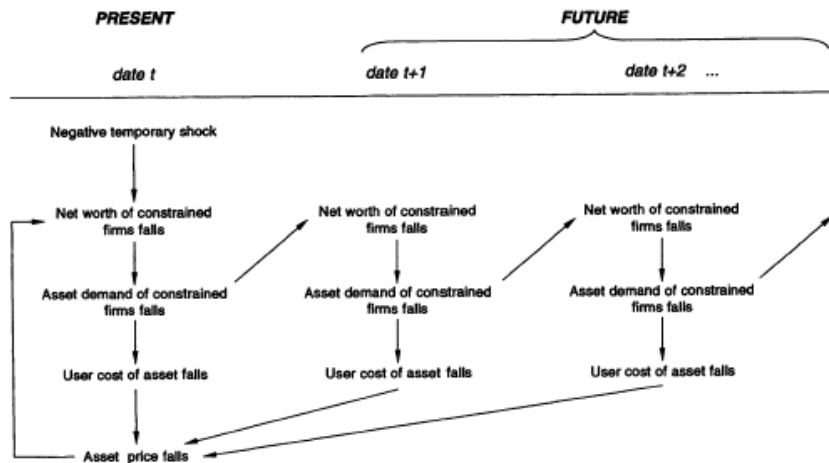 PRESENT
FUTURE
date t
date t+1
date t+2 ...
Negative temporary shock
Net worth of constrained
firms falls
Net worth of constrained
firms falls
Net worth of constrained
firms falls
Asset demand of constrained
firms falls
Asset demand of constrained
firms falls
Asset demand of constrained
firms falls
User cost of asset falls
User cost of asset falls
User cost of asset falls
Asset price falls